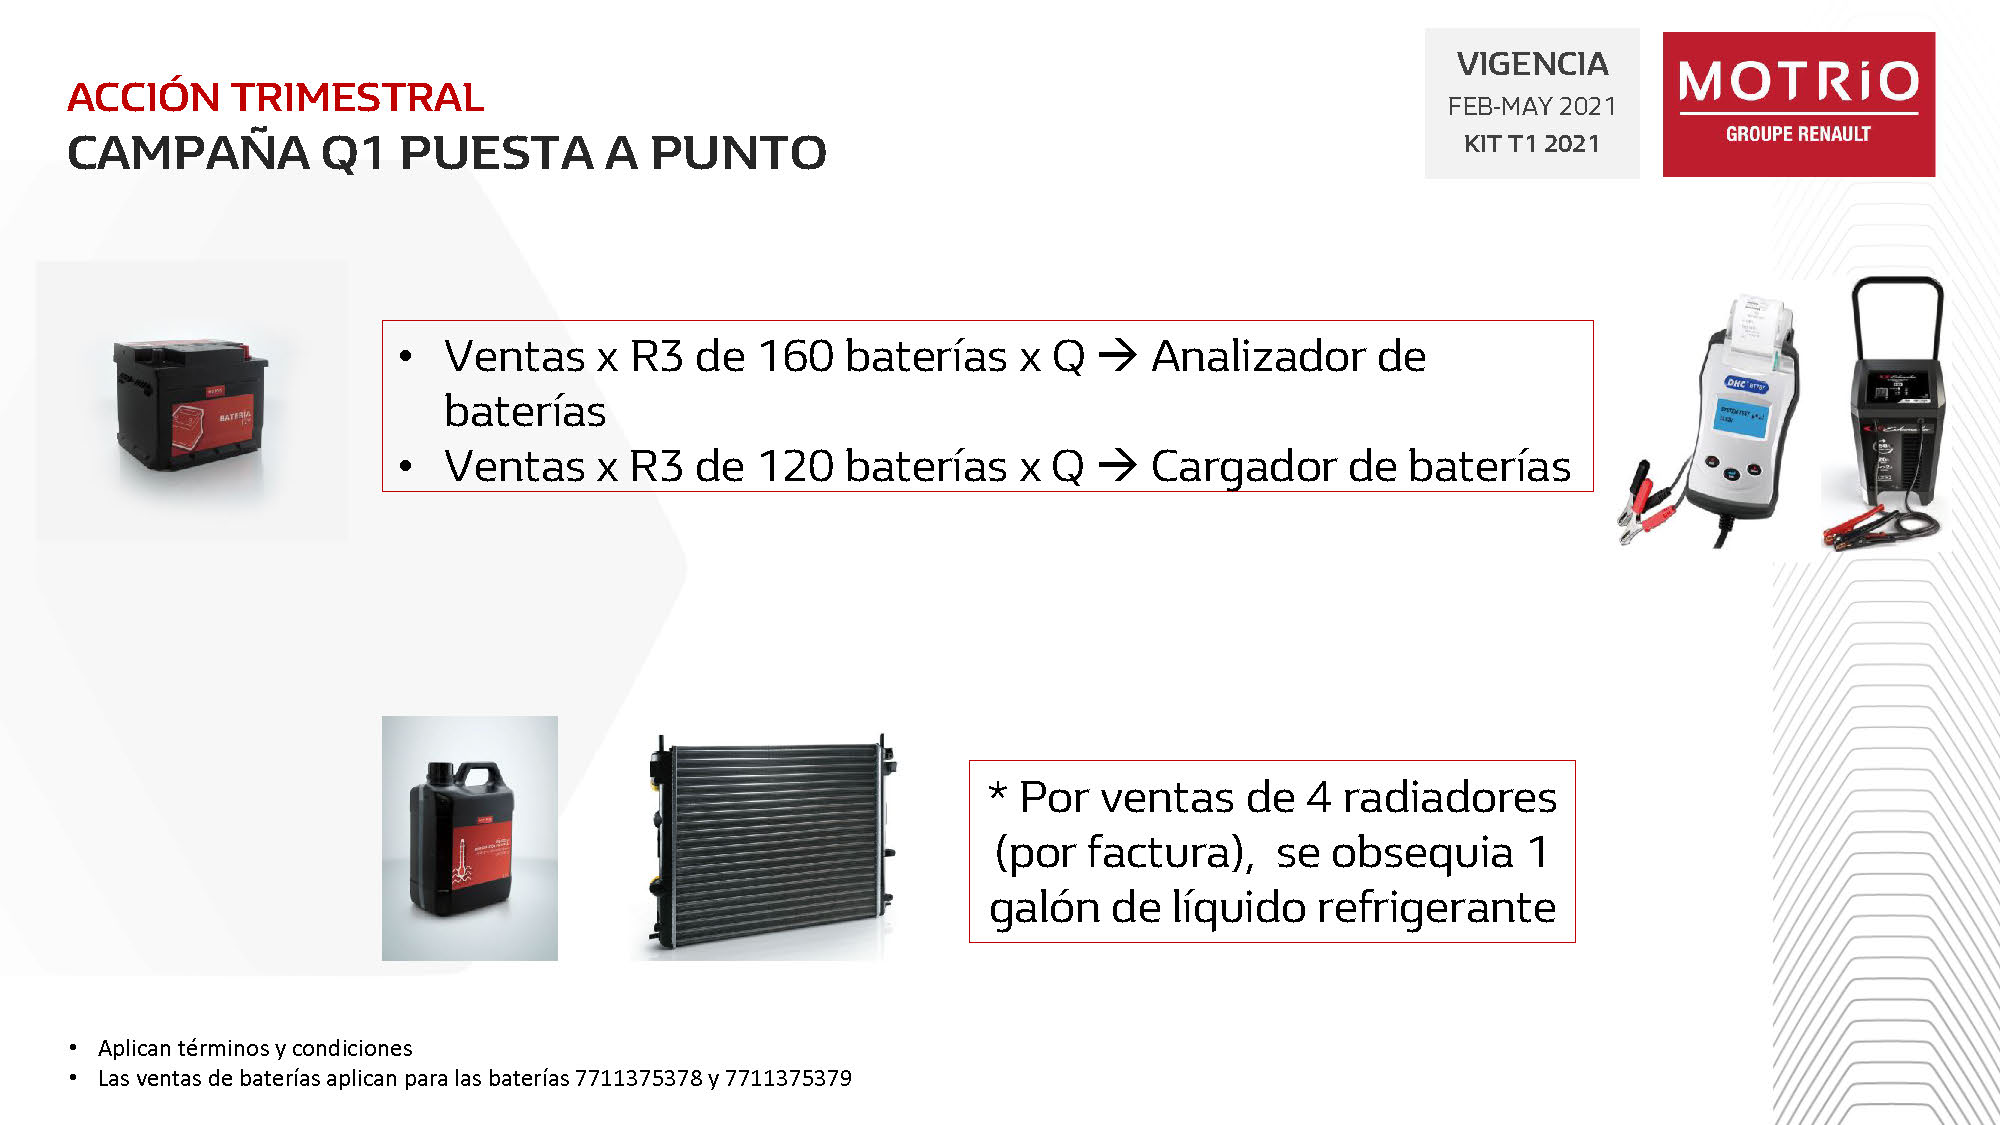 ACCIÓN TRIMESTRAL
CAMPAÑA Q1 PUESTA A PUNTO
VIGENCIA
FEB-MAY 2021
KIT T1 2021
MOTRiO
GROUPE RENAULT
• Ventas x R3 de 160 baterías x Q → Analizador de
baterías
• Ventas x R3 de 120 baterías x Q → Cargador de baterías
BATERÍA
DHC
* Por ventas de 4 radiadores
(por factura), se obsequia 1
galón de líquido refrigerante
• Aplican términos y condiciones
• Las ventas de baterías aplican para las baterías 7711375378 y 7711375379